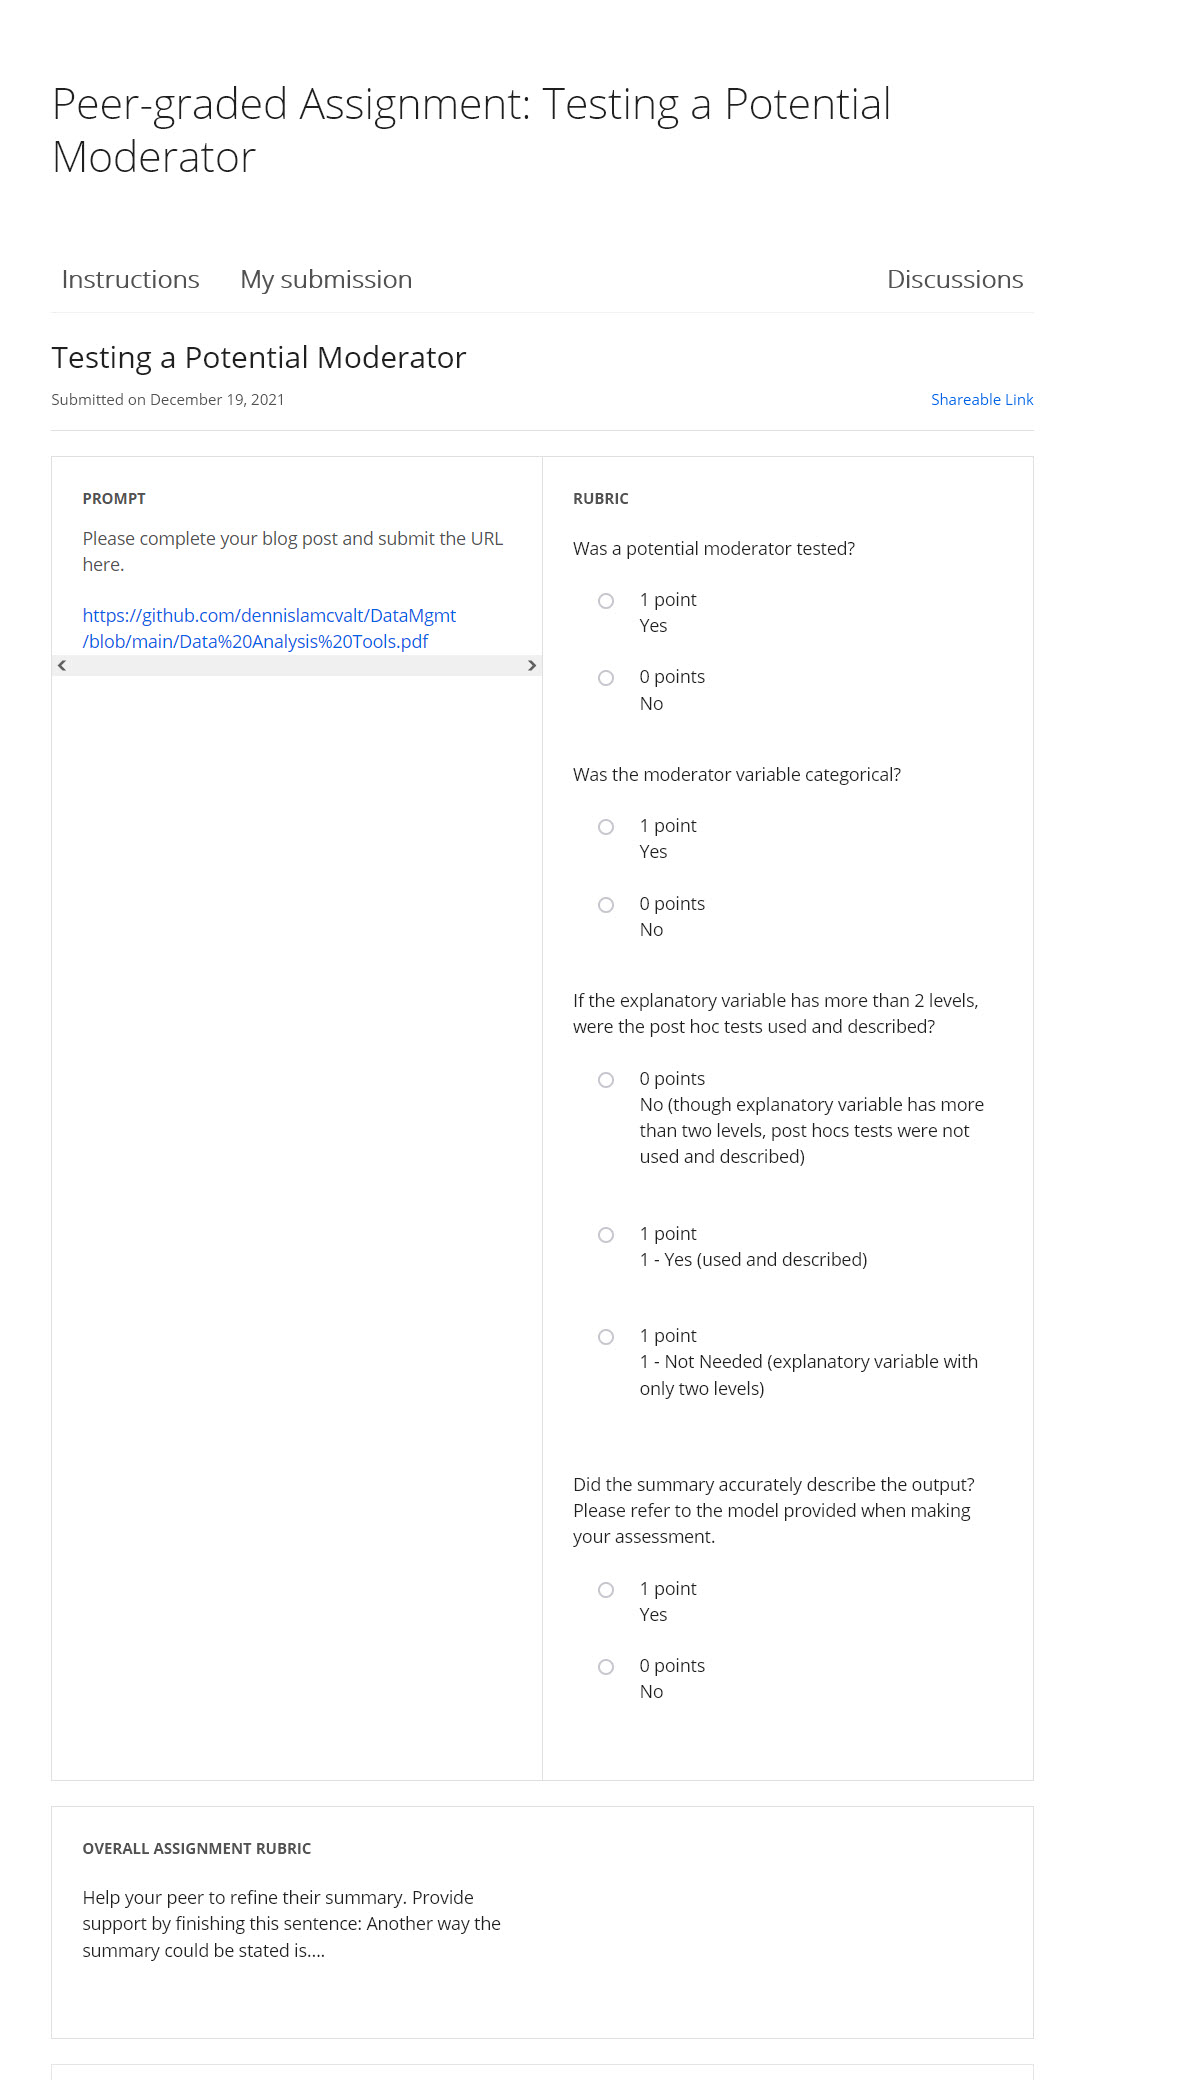 Peer-graded Assignment: Testing a Potential
Moderator
Instructions
My submission
Discussions
Testing a Potential Moderator
Submitted on December 19, 2021
Shareable Link
PROMPT
Please complete your blog post and submit the URL
here.
https://github.com/dennislamcvalt/DataMgmt
/blob/main/Data%20Analysis%20Tools.pdf
RUBRIC
Was a potential moderator tested?
1 point
Yes
0 points
No
Was the moderator variable categorical?
1 point
Yes
0 points
No
If the explanatory variable has more than 2 levels,
were the post hoc tests used and described?
0 points
No (though explanatory variable has more
than two levels, post hocs tests were not
used and described)
1 point
1 - Yes (used and described)
1 point
1 - Not Needed (explanatory variable with
only two levels)
Did the summary accurately describe the output?
Please refer to the model provided when making
your assessment.
1 point
Yes
0 points
No
OVERALL ASSIGNMENT RUBRIC
Help your peer to refine their summary. Provide
support by finishing this sentence: Another way the
summary could be stated is....